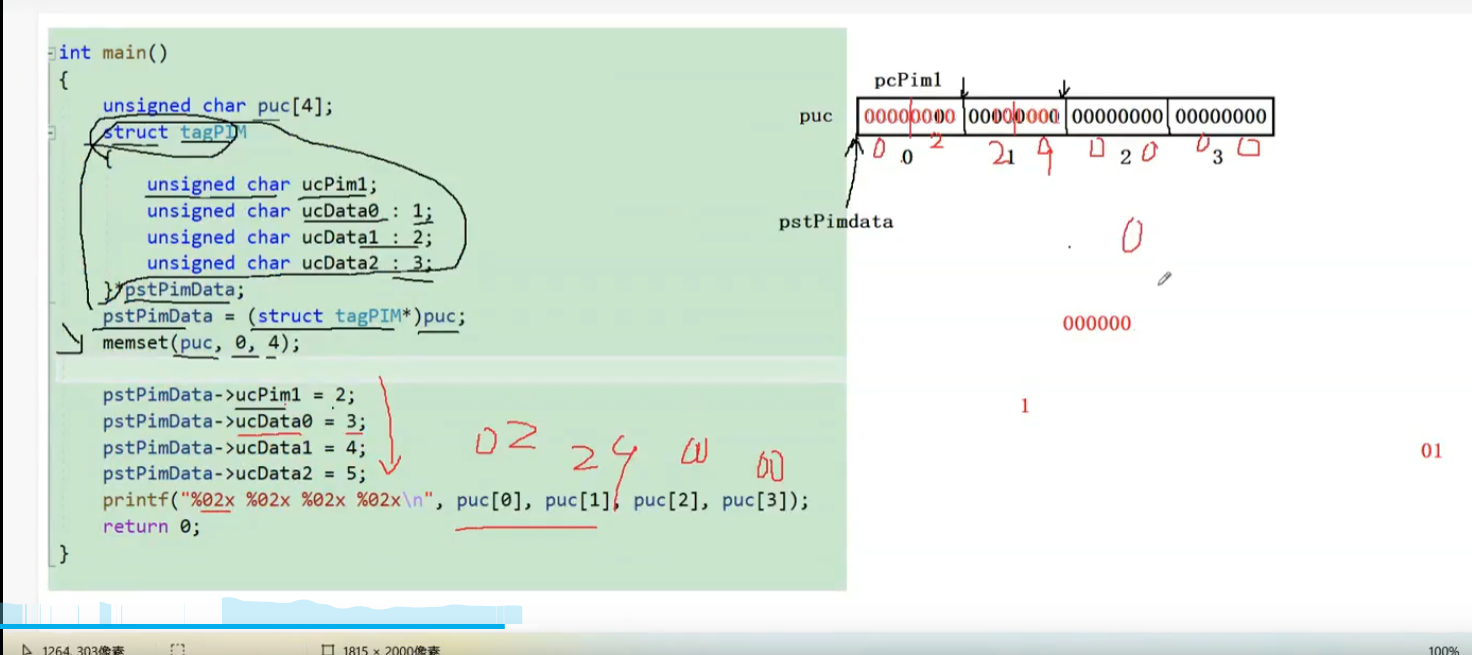 int main()
{
unsigned char puc[4];
struct tagPIM
{
unsigned char ucPim1;
unsigned char ucData0 : 1;
unsigned char ucData1 : 2;
unsigned char ucData2 : 3;
}*pstPimData;
pstPimData = (struct tagPIM*)puc;
memset(puc, 0, 4);
pstPimData->ucPim1 = 2;
pstPimData->ucData0 = 3;
pstPimData->ucData1 = 4;
pstPimData->ucData2 = 5;
02 24 00 00
printf("%02x %02x %02x %02x\n", puc[0], puc[1], puc[2], puc[3]);
return 0;
}
pcPim1
puc 00000000 00000000
0 2 2 9 0 0 0 0
0 1 2 3
pstPimdata
0
000000
1
01
1264, 303像素
1815 × 2000像素
100%